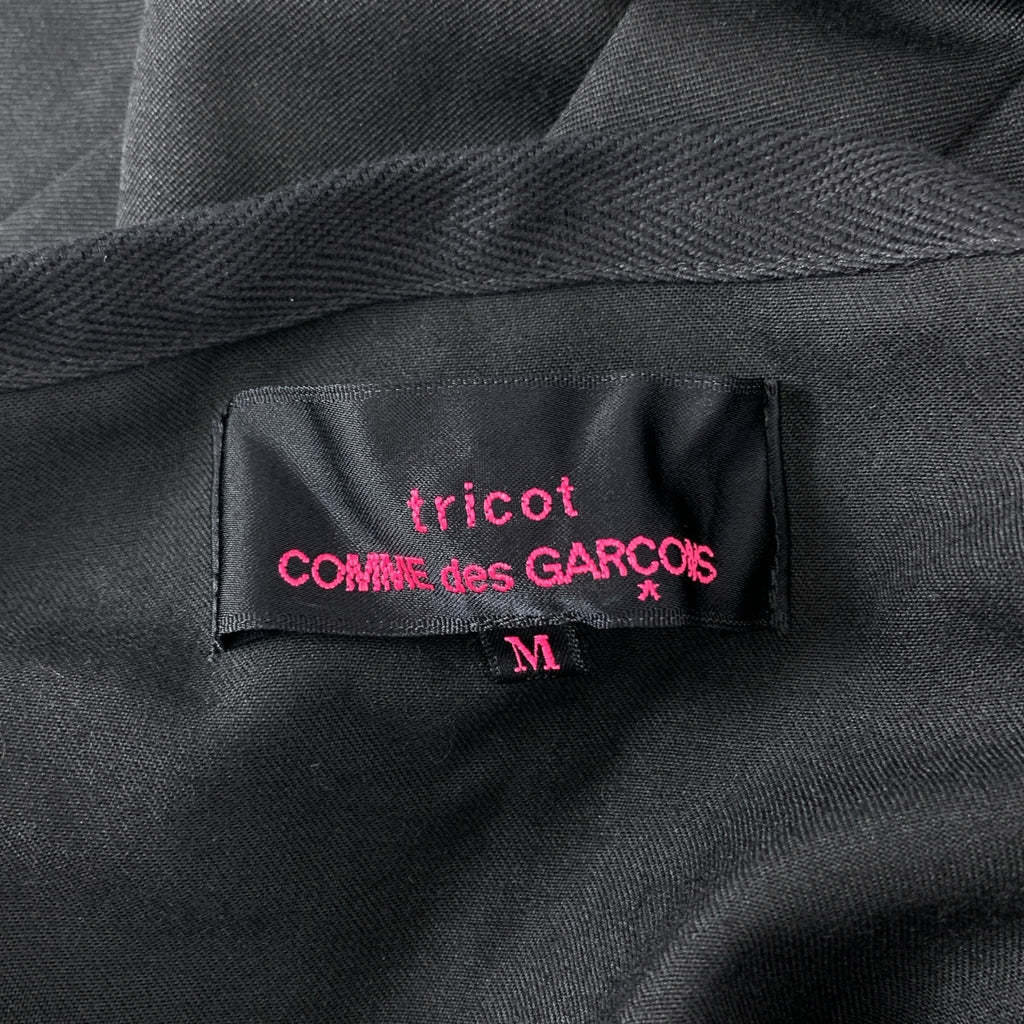 tricot
COMME des GARÇONS
*
M